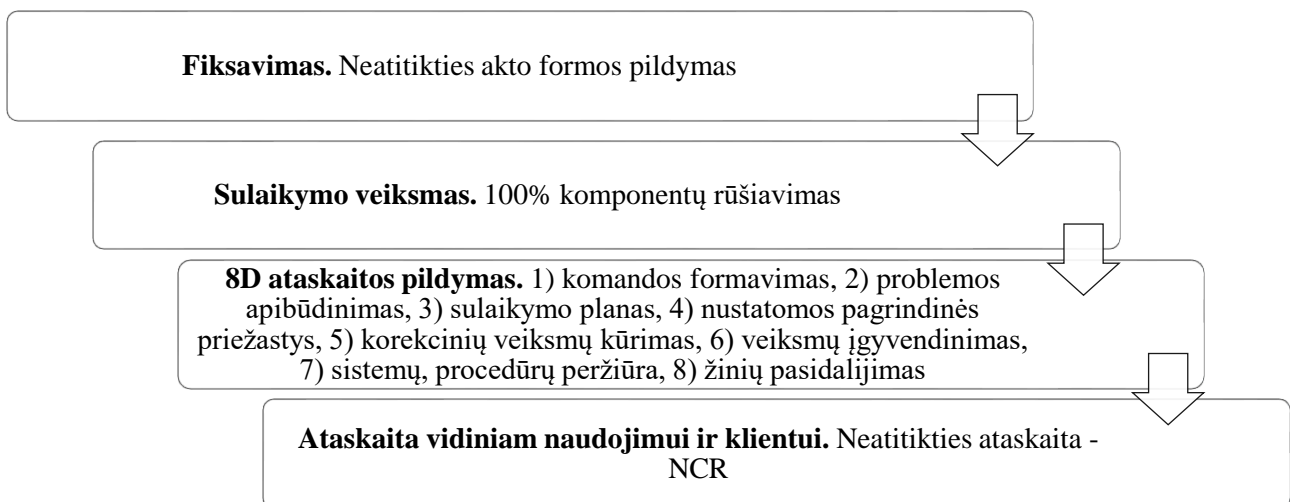 Fiksavimas. Neatitikties akto formos pildymas
Sulaikymo veiksmas. 100% komponentų rūšiavimas
8D ataskaitos pildymas. 1) komandos formavimas, 2) problemos
apibūdinimas, 3) sulaikymo planas, 4) nustatomos pagrindinės
priežastys, 5) korekcinių veiksmų kūrimas, 6) veiksmų įgyvendinimas,
7) sistemų, procedūrų peržiūra, 8) žinių pasidalijimas
Ataskaita vidiniam naudojimui ir klientui. Neatitikties ataskaita -
NCR